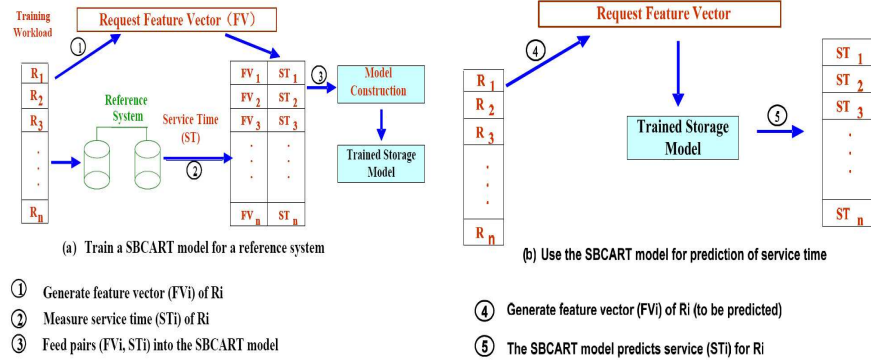 Training
Workload
Request Feature Vector (FV)
1
R1
R2
R3
.
.
.
Rn
Reference
System
Service Time
(ST)
2
FV1 ST1
FV2 ST2
FV3 ST3
. .
. .
. .
FVn STn
3
Model
Construction
Trained Storage
Model
(a) Train a SBCART model for a reference system
1 Generate feature vector (FVi) of Ri
2 Measure service time (STi) of Ri
3 Feed pairs (FVi, STi) into the SBCART model
Request Feature Vector
4
R1
R2
R3
.
.
.
Rn
Trained Storage
Model
5
ST1
ST2
ST3
.
.
.
STn
(b) Use the SBCART model for prediction of service time
4 Generate feature vector (FVi) of Ri (to be predicted)
5 The SBCART model predicts service (STi) for Ri